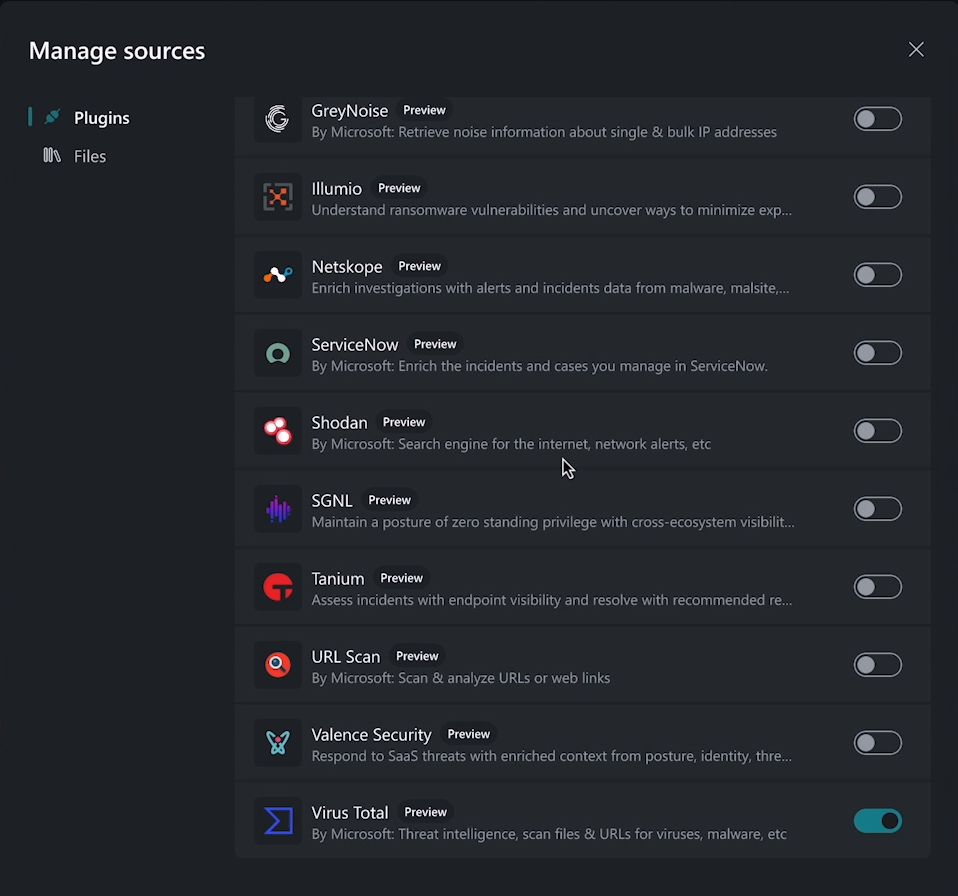 Manage sources
Plugins
Files
GreyNoise Preview
By Microsoft: Retrieve noise information about single & bulk IP addresses
Illumio Preview
Understand ransomware vulnerabilities and uncover ways to minimize exp...
Netskope Preview
Enrich investigations with alerts and incidents data from malware, malsite,...
ServiceNow Preview
By Microsoft: Enrich the incidents and cases you manage in ServiceNow.
Shodan Preview
By Microsoft: Search engine for the internet, network alerts, etc
SGNL Preview
Maintain a posture of zero standing privilege with cross-ecosystem visibilit...
Tanium Preview
Assess incidents with endpoint visibility and resolve with recommended re...
URL Scan Preview
By Microsoft: Scan & analyze URLs or web links
Valence Security Preview
Respond to SaaS threats with enriched context from posture, identity, thre...
Virus Total Preview
By Microsoft: Threat intelligence, scan files & URLs for viruses, malware, etc